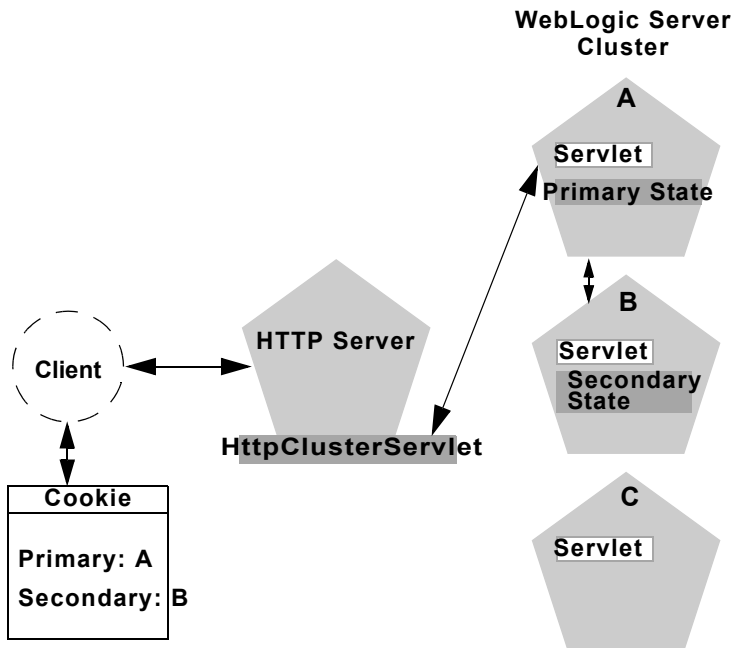 WebLogic Server
Cluster
A
Servlet
Primary State
B
Servlet
Secondary
State
C
Servlet
HTTP Server
HttpClusterServlet
Client
Cookie
Primary: A
Secondary: B